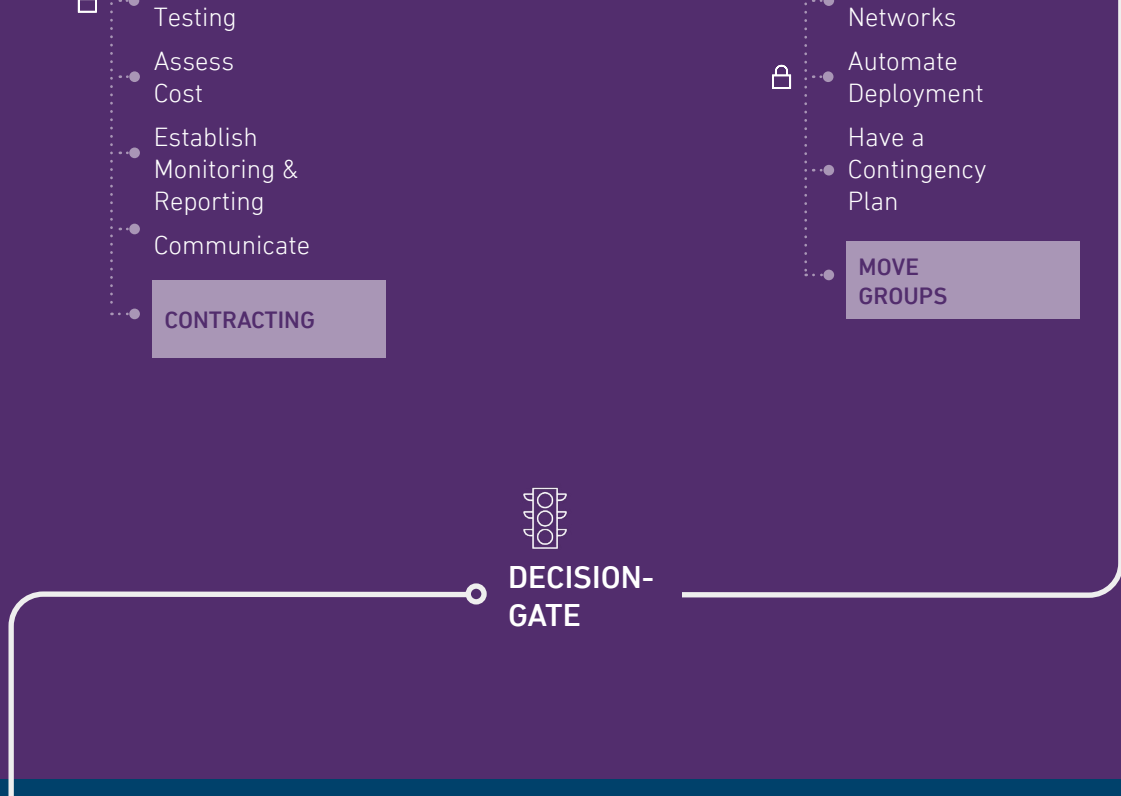 Testing
Assess
Cost
Establish
Monitoring &
Reporting
Communicate
CONTRACTING
Networks
Automate
Deployment
Have a
Contingency
Plan
MOVE
GROUPS
DECISION-
GATE